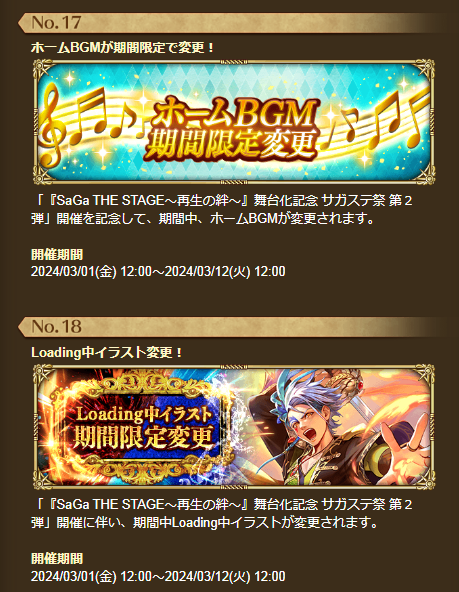 No.17
ホームBGMが期間限定で変更！
ホームBGM
期間限定変更
「『SaGa THE STAGE～再生の絆～』舞台化記念 サガステ祭 第２
弾」開催を記念して、期間中、ホームBGMが変更されます。
開催期間
2024/03/01(金) 12:00～2024/03/12(火) 12:00
No.18
Loading中イラスト変更！
Loading中イラスト
期間限定変更
「『SaGa THE STAGE～再生の絆～』舞台化記念 サガステ祭 第２
弾」開催に伴い、期間中Loading中イラストが変更されます。
開催期間
2024/03/01(金) 12:00～2024/03/12(火) 12:00